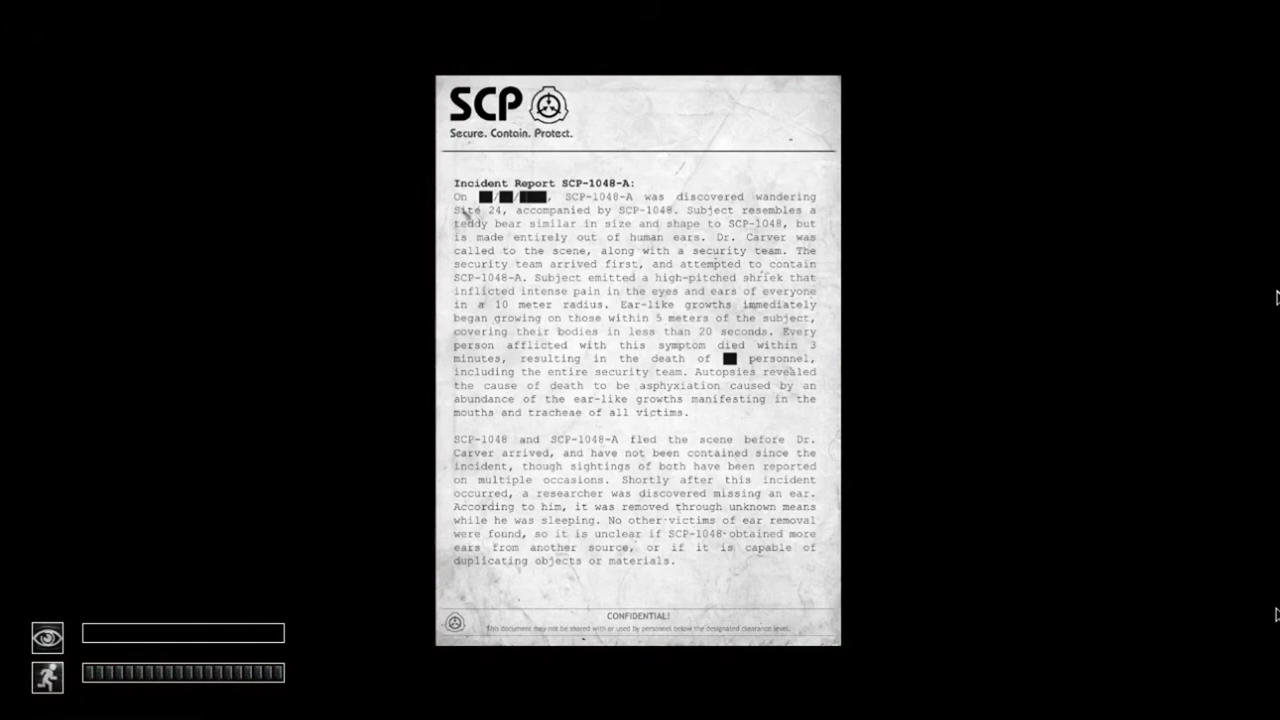 SCP
Secure. Contain. Protect.
Incident Report SCP-1048-A:
On ██/██/████, SCP-1048-A was discovered wandering
Site 24, accompanied by SCP-1048. Subject resembles a
teddy bear similar in size and shape to SCP-1048, but
is made entirely out of human ears. Dr. Carver was
called to the scene, along with a security team. The
security team arrived first, and attempted to contain
SCP-1048-A. Subject emitted a high-pitched shriek that
inflicted intense pain in the eyes and ears of everyone
in a 10 meter radius. Ear-like growths immediately
began growing on those within 5 meters of the subject,
covering their bodies in less than 20 seconds. Every
person afflicted with this symptom died within 3
minutes, resulting in the death of ██ personnel,
including the entire security team. Autopsies revealed
the cause of death to be asphyxiation caused by an
abundance of the ear-like growths manifesting in the
mouths and tracheae of all victims.
SCP-1048 and SCP-1048-A fled the scene before Dr.
Carver arrived, and have not been contained since the
incident, though sightings of both have been reported
on multiple occasions. Shortly after this incident
occurred, a researcher was discovered missing an ear.
According to him, it was removed through unknown means
while he was sleeping. No other victims of ear removal
were found, so it is unclear if SCP-1048 obtained more
ears from another source, or if it is capable of
duplicating objects or materials.
CONFIDENTIAL!
This document may not be shared with or used by personnel below the designated clearance level.